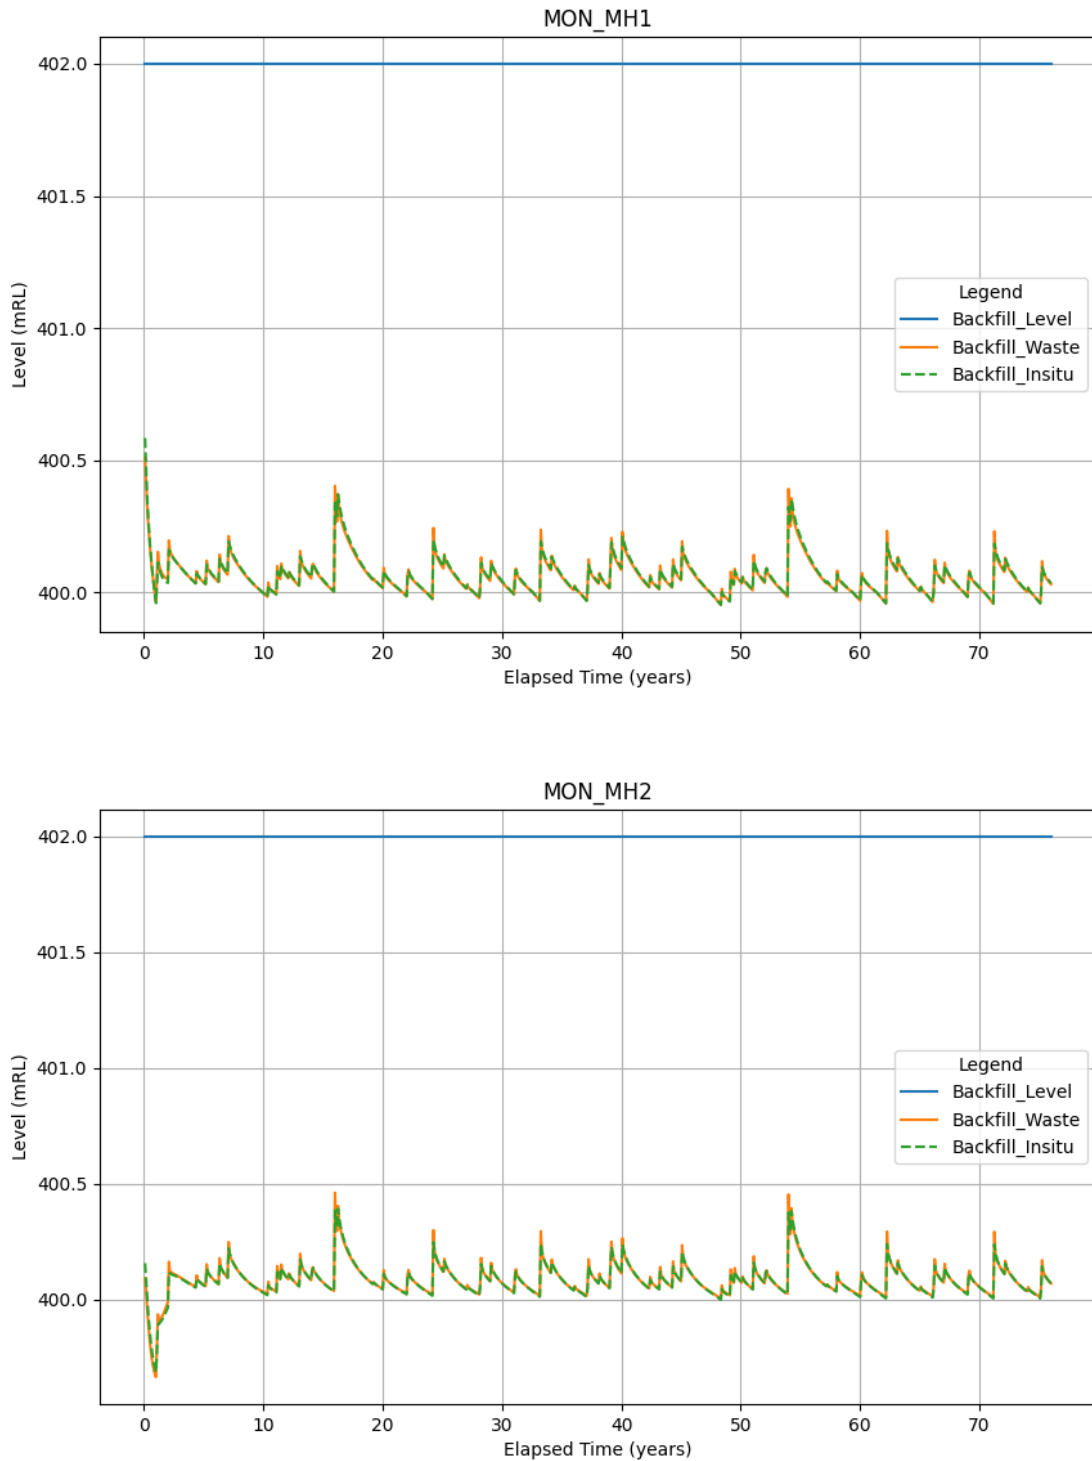 MON_MH1
402.0
401.5
401.0
400.5
400.0
Level (mRL)
Legend
Backfill_Level
Backfill_Waste
Backfill_Insitu
0 10 20 30 40 50 60 70
Elapsed Time (years)
MON_MH2
402.0
401.5
401.0
400.5
400.0
Level (mRL)
Legend
Backfill_Level
Backfill_Waste
Backfill_Insitu
0 10 20 30 40 50 60 70
Elapsed Time (years)